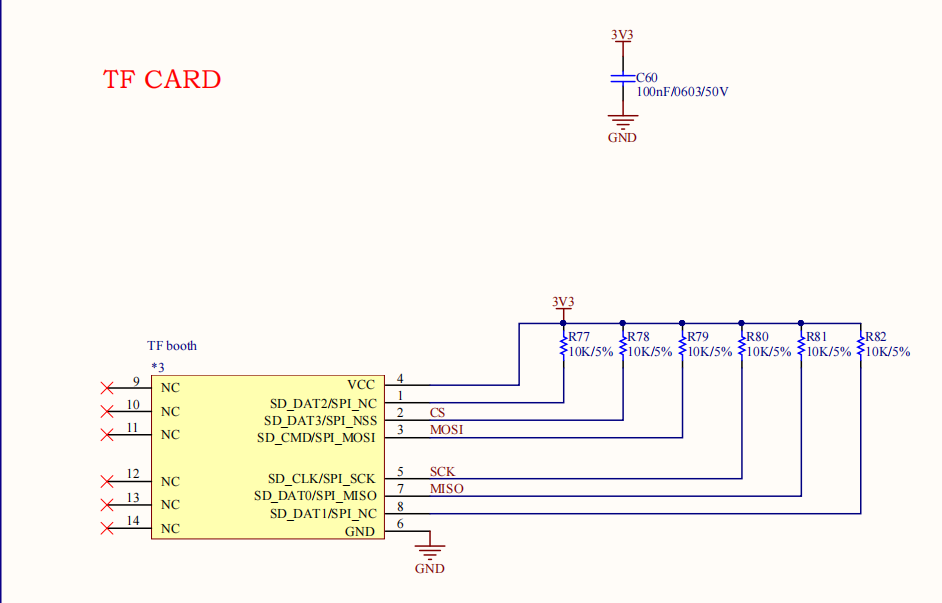 3V3
TF CARD
C60
100nF/0603/50V
GND
3V3
R77
10K/5%
R78
10K/5%
R79
10K/5%
R80
10K/5%
R81
10K/5%
R82
10K/5%
TF booth
*3
9 NC
10 NC
11 NC
12 NC
13 NC
14 NC
VCC 4
SD_DAT2/SPI_NC 1
SD_DAT3/SPI_NSS 2 CS
SD_CMD/SPI_MOSI 3 MOSI
SD_CLK/SPI_SCK 5 SCK
SD_DAT0/SPI_MISO 7 MISO
SD_DAT1/SPI_NC 8
GND 6
GND